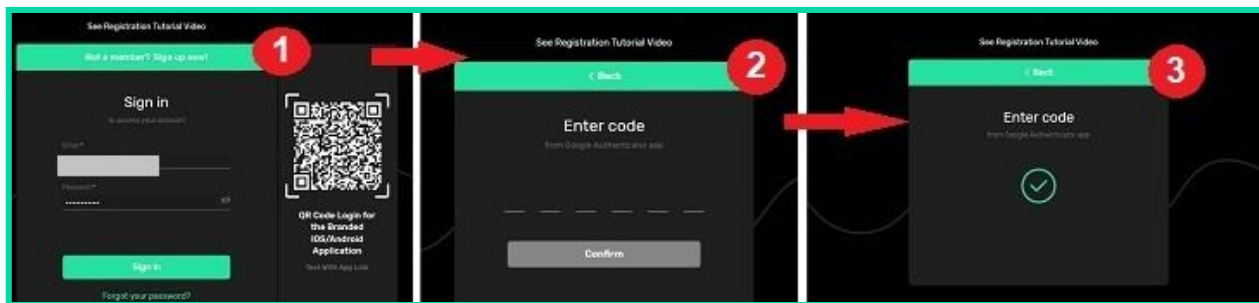 See Registration Tutorial Video
Not a member? Sign up now!
1
Sign in
to access your account
Email*
Password*
Sign in
Forgot your password?
QR Code Login for
the Branded
IOS/Android
Application
Text With App Link
See Registration Tutorial Video
< Back
2
Enter code
from Google Authenticator app
Confirm
See Registration Tutorial Video
< Back
3
Enter code
from Google Authenticator app